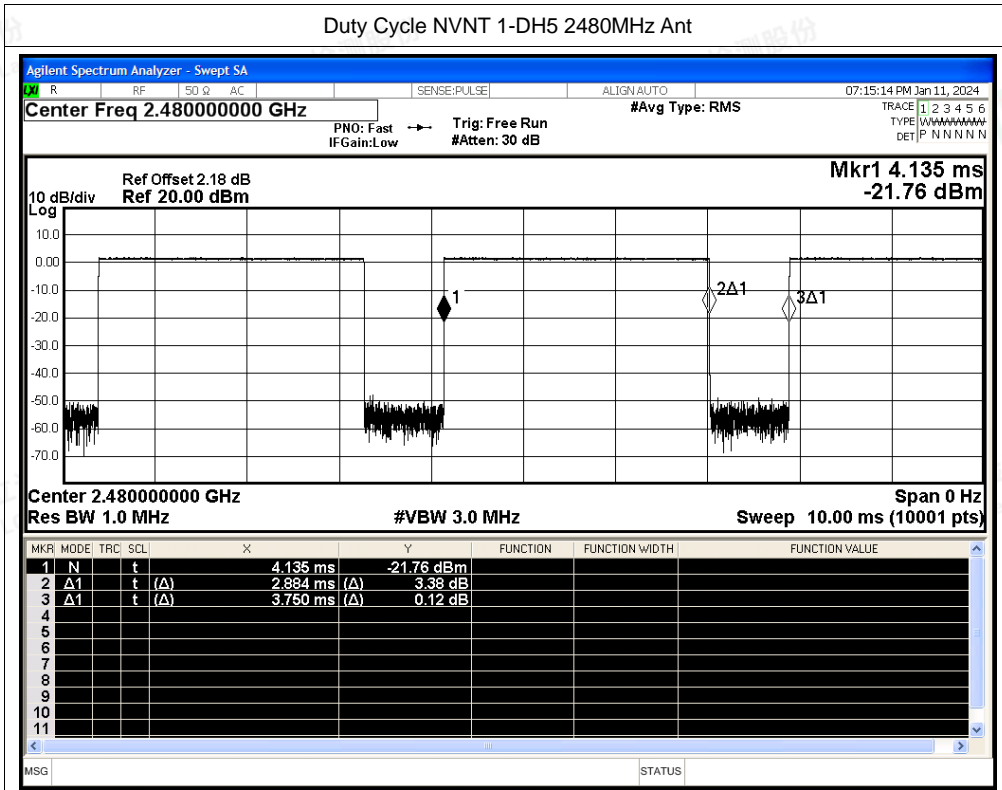 Duty Cycle NVNT 1-DH5 2480MHz Ant
Agilent Spectrum Analyzer - Swept SA
LXI R RF 50 Ω AC SENSE:PULSE ALIGN AUTO 07:15:14 PM Jan 11, 2024
Center Freq 2.480000000 GHz #Avg Type: RMS TRACE 1 2 3 4 5 6
PNO: Fast Trig: Free Run TYPE WWWWWW
IFGain:Low #Atten: 30 dB DET P N N N N N
Mkr1 4.135 ms
Ref Offset 2.18 dB
10 dB/div Ref 20.00 dBm -21.76 dBm
Log
10.0
0.00
-10.0
1 2Δ1 3Δ1
-20.0
-30.0
-40.0
-50.0
-60.0
-70.0
Center 2.480000000 GHz Span 0 Hz
Res BW 1.0 MHz #VBW 3.0 MHz Sweep 10.00 ms (10001 pts)
MKR MODE TRC SCL X Y FUNCTION FUNCTION WIDTH FUNCTION VALUE
1 N t 4.135 ms -21.76 dBm
2 Δ1 t (Δ) 2.884 ms (Δ) 3.38 dB
3 Δ1 t (Δ) 3.750 ms (Δ) 0.12 dB
4
5
6
7
8
9
10
11
MSG STATUS